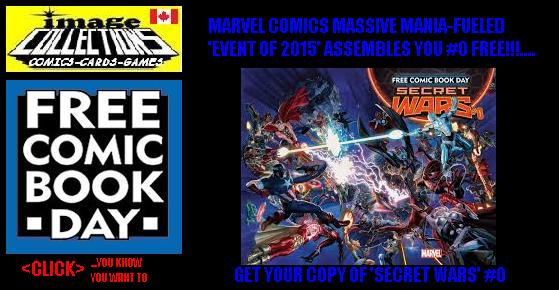 image
COLLECTIONS
COMICS-CARDS-GAMES
FREE
COMIC
BOOK
▪DAY▪
<CLICK> -YOU KNOW
YOU WANT TO
MARVEL COMICS MASSIVE MANIA-FUELED
'EVENT OF 2015' ASSEMBLES YOU #0 FREE!!!....
FREE COMIC BOOK DAY
SECRET
WARS #0
MARVEL
GET YOUR COPY OF 'SECRET WARS' #0